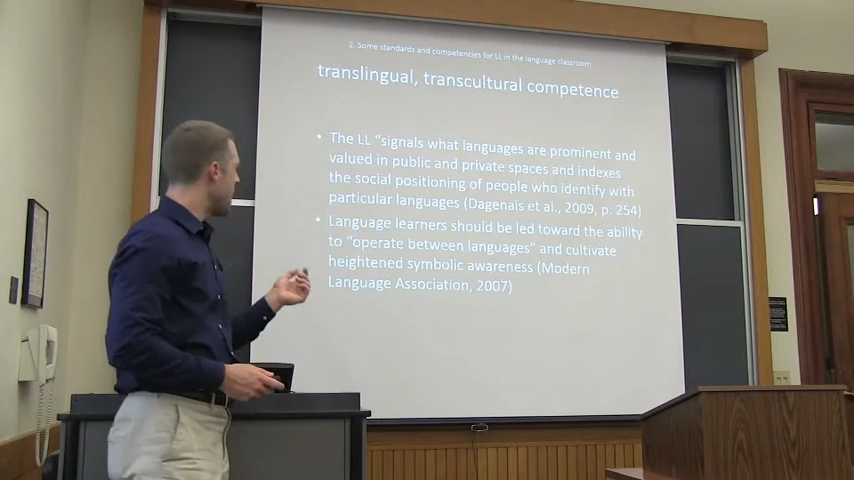 2. Some standards and competencies for LL in the language classroom
translingual, transcultural competence
• The LL “signals what languages are prominent and
valued in public and private spaces and indexes
the social positioning of people who identify with
particular languages (Dagenais et al., 2009, p. 254)
• Language learners should be led toward the ability
to “operate between languages” and cultivate
heightened symbolic awareness (Modern
Language Association, 2007)